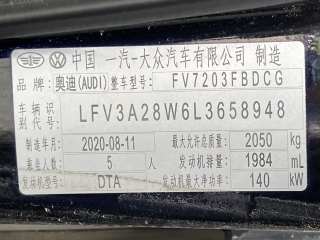 中国 一汽-大众汽车有限公司 制造
品 牌: 奥迪(AUDI) 整车型号: FV7203FBDCG
车辆识别代号: LFV3A28W6L3658948
制造年月: 2020-08-11 最大允许总质量: 2050 kg
乘坐人数: 5 人 发动机排量: 1984 mL
发动机型号: DTA 发动机最大净功率: 140 kW